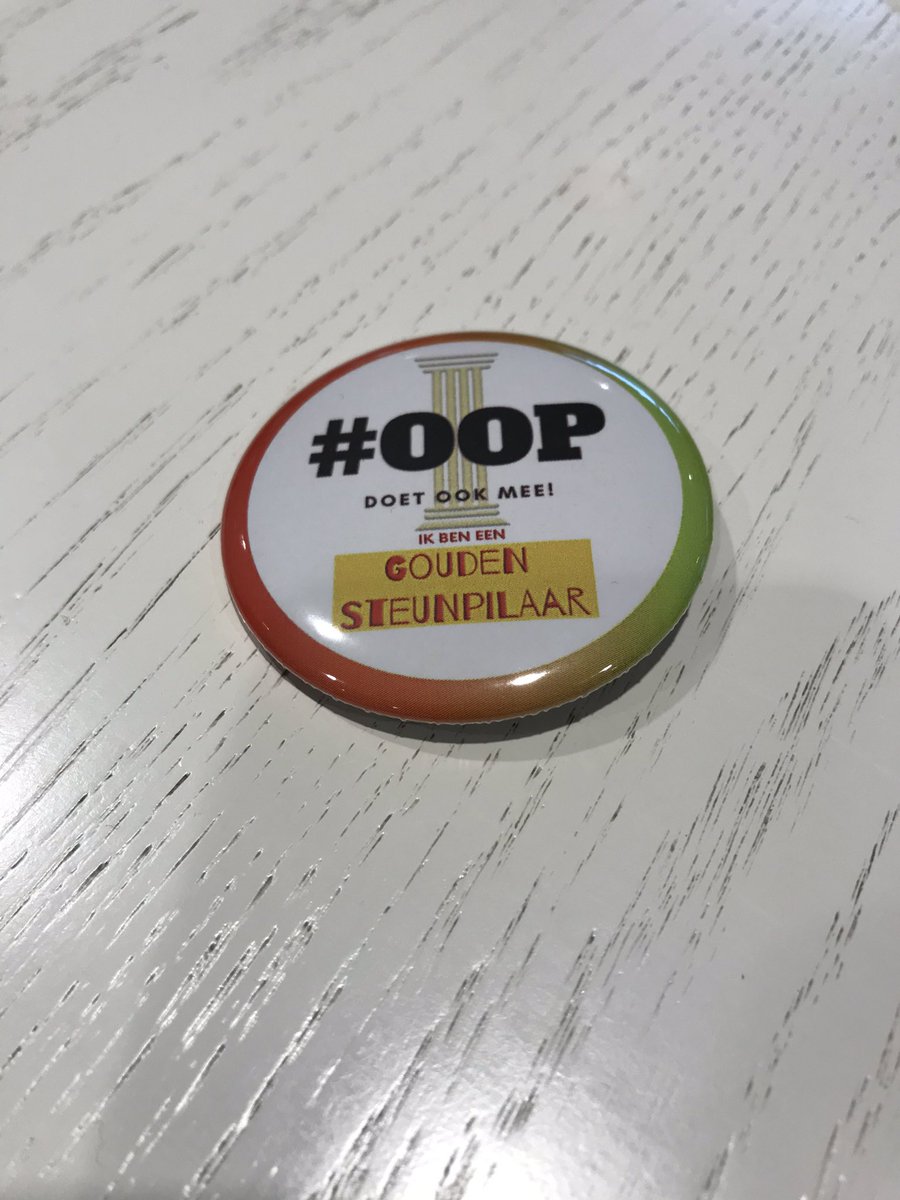 #OOP
DOET OOK MEE!
IK BEN EEN
GOUDEN
STEUNPILAAR